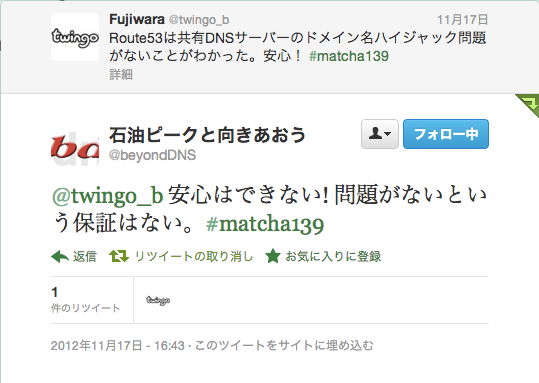 twingo
Fujiwara @twingo_b 11月17日
Route53は共有DNSサーバーのドメイン名ハイジャック問題
がないことがわかった。安心！ #matcha139
詳細
石油ピークと向きあおう
@beyondDNS
フォロー中
@twingo_b 安心はできない! 問題がないとい
う保証はない。 #matcha139
返信 リツイートの取り消し お気に入りに登録
1
件のリツイート
twingo
2012年11月17日 - 16:43 · このツイートをサイトに埋め込む